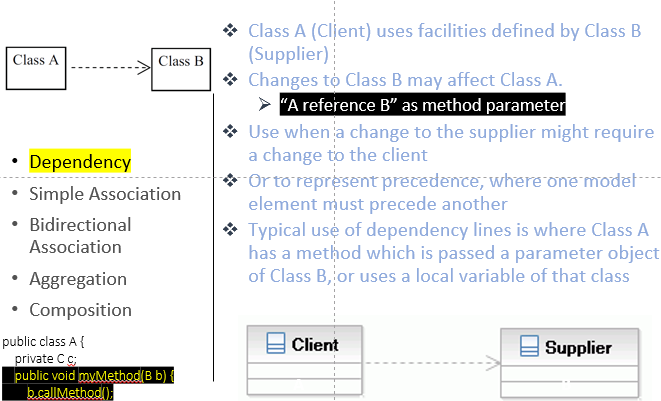 Class A
Class B
❖ Class A (Client) uses facilities defined by Class B
(Supplier)
❖ Changes to Class B may affect Class A.
➢ “A reference B” as method parameter
❖ Use when a change to the supplier might require
a change to the client
❖ Or to represent precedence, where one model
element must precede another
❖ Typical use of dependency lines is where Class A
has a method which is passed a parameter object
of Class B, or uses a local variable of that class
• Dependency
• Simple Association
• Bidirectional
Association
• Aggregation
• Composition
public class A {
private C c;
public void myMethod(B b) {
b.callMethod();
Client
Supplier